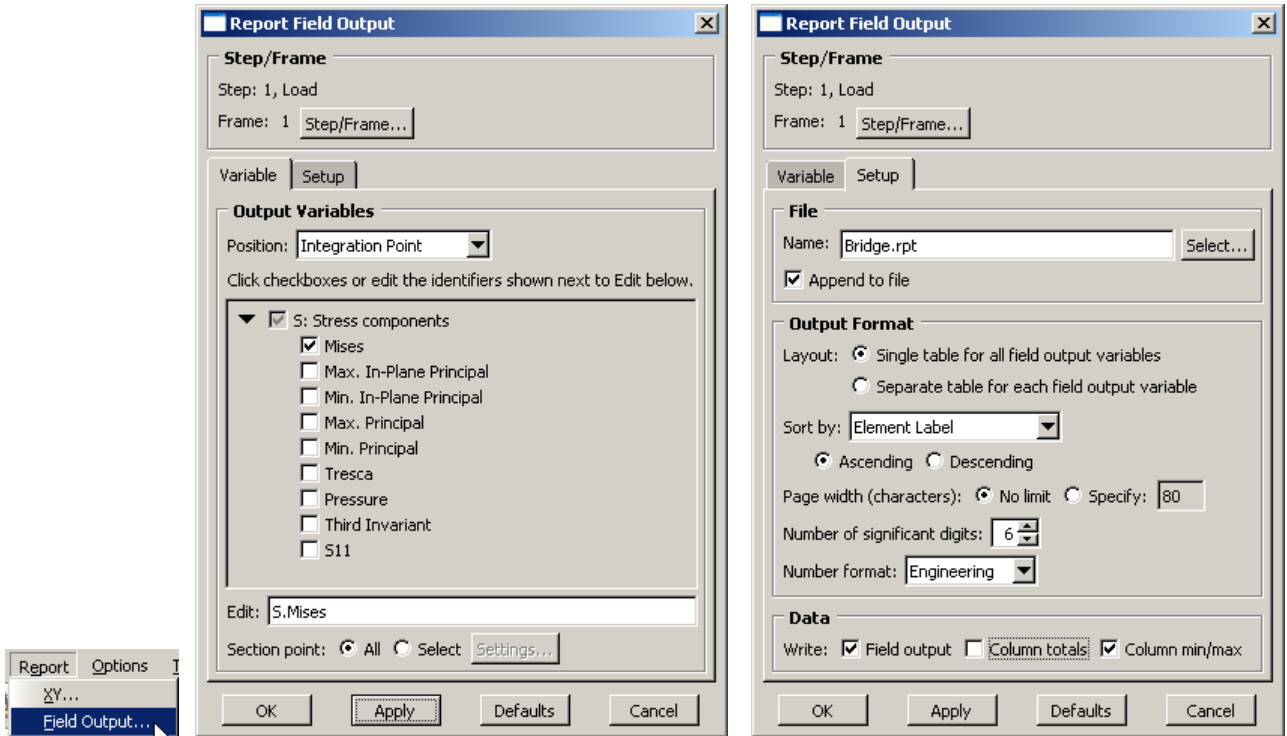 Report Options T
XY...
Field Output...
Report Field Output
Step/Frame
Step: 1, Load
Frame: 1 Step/Frame...
Variable Setup
Output Variables
Position: Integration Point
Click checkboxes or edit the identifiers shown next to Edit below.
S: Stress components
Mises
Max. In-Plane Principal
Min. In-Plane Principal
Max. Principal
Min. Principal
Tresca
Pressure
Third Invariant
S11
Edit: S.Mises
Section point: All Select Settings...
OK Apply Defaults Cancel
Report Field Output
Step/Frame
Step: 1, Load
Frame: 1 Step/Frame...
Variable Setup
File
Name: Bridge.rpt Select...
Append to file
Output Format
Layout: Single table for all field output variables
Separate table for each field output variable
Sort by: Element Label
Ascending Descending
Page width (characters): No limit Specify: 80
Number of significant digits: 6
Number format: Engineering
Data
Write: Field output Column totals Column min/max
OK Apply Defaults Cancel